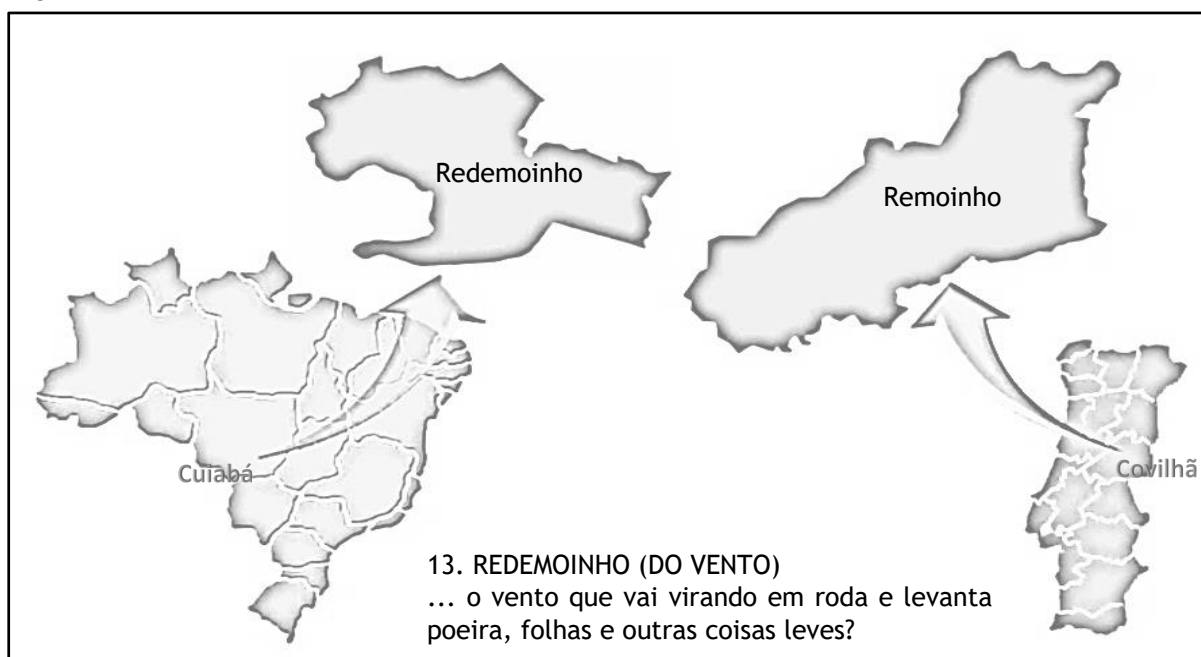 Redemoinho
Remoinho
Cuiabá
Covilhã
13. REDEMOINHO (DO VENTO)
... o vento que vai virando em roda e levanta
poeira, folhas e outras coisas leves?